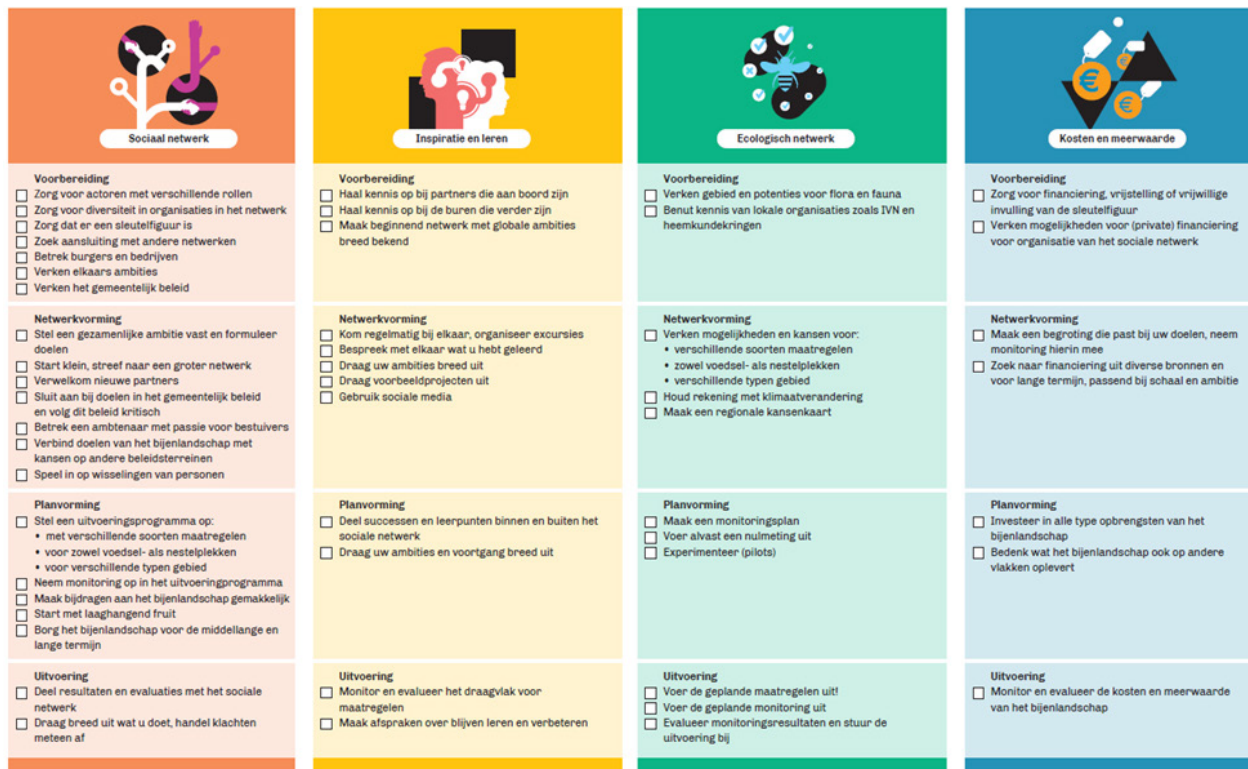 Sociaal netwerk
Voorbereiding
Zorg voor actoren met verschillende rollen
Zorg voor diversiteit in organisaties in het netwerk
Zorg dat er een sleutelfiguur is
Zoek aansluiting met andere netwerken
Betrek burgers en bedrijven
Verken elkaars ambities
Verken het gemeentelijk beleid
Netwerkvorming
Stel een gezamenlijke ambitie vast en formuleer
doelen
Start klein, streef naar een groter netwerk
Verwelkom nieuwe partners
Sluit aan bij doelen in het gemeentelijk beleid
en volg dit beleid kritisch
Betrek een ambtenaar met passie voor bestuivers
Verbind doelen van het bijenlandschap met
kansen op andere beleidsterreinen
Speel in op wisselingen van personen
Planvorming
Stel een uitvoeringsprogramma op:
• met verschillende soorten maatregelen
• voor zowel voedsel- als nestelplekken
• voor verschillende typen gebied
Neem monitoring op in het uitvoeringprogramma
Maak bijdragen aan het bijenlandschap gemakkelijk
Start met laaghangend fruit
Borg het bijenlandschap voor de middellange en
lange termijn
Uitvoering
Deel resultaten en evaluaties met het sociale
netwerk
Draag breed uit wat u doet, handel klachten
meteen af
Inspiratie en leren
Voorbereiding
Haal kennis op bij partners die aan boord zijn
Haal kennis op bij de buren die verder zijn
Maak beginnend netwerk met globale ambities
breed bekend
Netwerkvorming
Kom regelmatig bij elkaar, organiseer excursies
Bespreek met elkaar wat u hebt geleerd
Draag uw ambities breed uit
Draag voorbeeldprojecten uit
Gebruik sociale media
Planvorming
Deel successen en leerpunten binnen en buiten het
sociale netwerk
Draag uw ambities en voortgang breed uit
Uitvoering
Monitor en evalueer het draagvlak voor
maatregelen
Maak afspraken over blijven leren en verbeteren
Ecologisch netwerk
Voorbereiding
Verken gebied en potenties voor flora en fauna
Benut kennis van lokale organisaties zoals IVN en
heemkundekringen
Netwerkvorming
Verken mogelijkheden en kansen voor:
• verschillende soorten maatregelen
• zowel voedsel- als nestelplekken
• verschillende typen gebied
Houd rekening met klimaatverandering
Maak een regionale kansenkaart
Planvorming
Maak een monitoringsplan
Voer alvast een nulmeting uit
Experimenteer (pilots)
Uitvoering
Voer de geplande maatregelen uit!
Voer de geplande monitoring uit
Evalueer monitoringsresultaten en stuur de
uitvoering bij
€
€
Kosten en meerwaarde
Voorbereiding
Zorg voor financiering, vrijstelling of vrijwillige
invulling van de sleutelfiguur
Verken mogelijkheden voor (private) financiering
voor organisatie van het sociale netwerk
Netwerkvorming
Maak een begroting die past bij uw doelen, neem
monitoring hierin mee
Zoek naar financiering uit diverse bronnen en
voor lange termijn, passend bij schaal en ambitie
Planvorming
Investeer in alle type opbrengsten van het
bijenlandschap
Bedenk wat het bijenlandschap ook op andere
vlakken oplevert
Uitvoering
Monitor en evalueer de kosten en meerwaarde
van het bijenlandschap